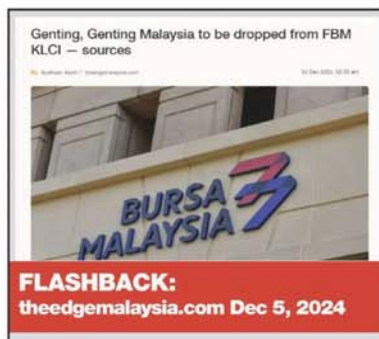 Genting, Genting Malaysia to be dropped from FBM
KLCI — sources
BURSA
MALAYSIA
FLASHBACK:
theedgemalaysia.com Dec 5, 2024